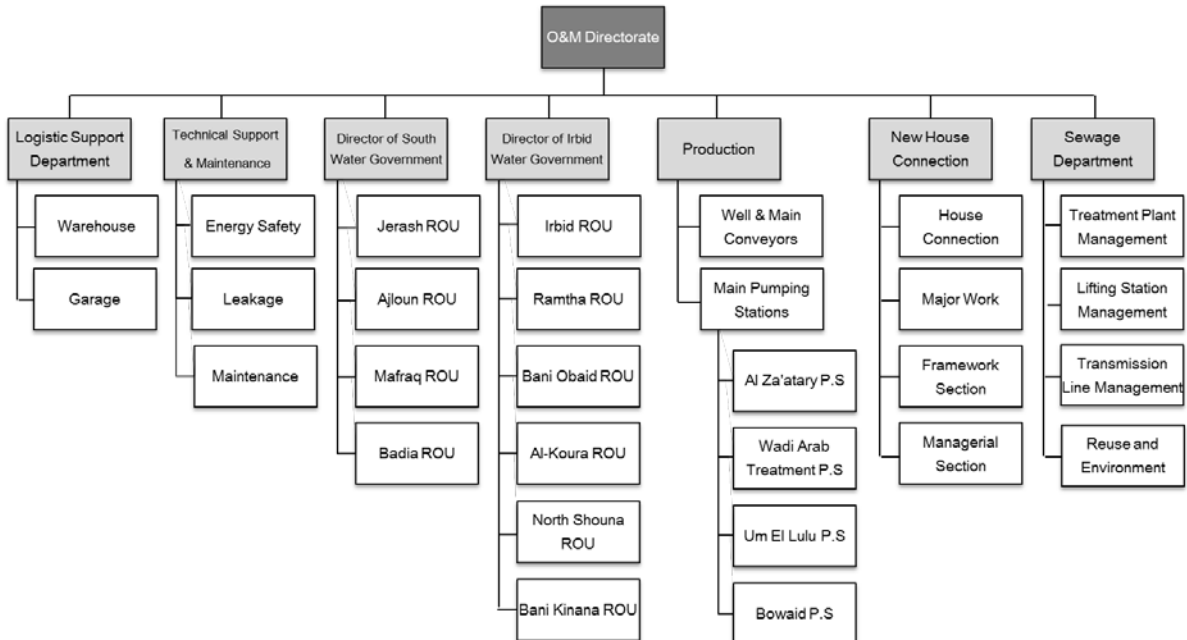 O&M Directorate
Logistic Support
Department
Technical Support
& Maintenance
Director of South
Water Government
Director of Irbid
Water Government
Production
New House
Connection
Sewage
Department
Warehouse
Garage
Energy Safety
Leakage
Maintenance
Jerash ROU
Ajloun ROU
Mafraq ROU
Badia ROU
Irbid ROU
Ramtha ROU
Bani Obaid ROU
Al-Koura ROU
North Shouna
ROU
Bani Kinana ROU
Well & Main
Conveyors
Main Pumping
Stations
Al Za'atary P.S
Wadi Arab
Treatment P.S
Um El Lulu P.S
Bowaid P.S
House
Connection
Major Work
Framework
Section
Managerial
Section
Treatment Plant
Management
Lifting Station
Management
Transmission
Line Management
Reuse and
Environment